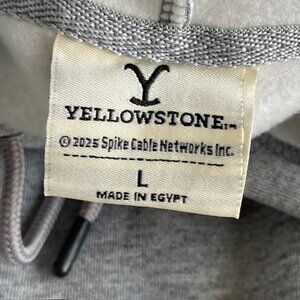 YELLOWSTONE™
© 2025 Spike Cable Networks Inc.
L
MADE IN EGYPT